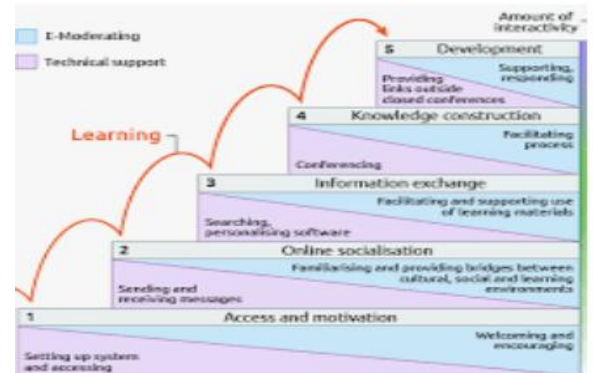 Amount of
interactivity
E-Moderating
Technical support
5 Development
Supporting,
responding
Providing
links outside
closed conferences
4 Knowledge construction
Facilitating
process
Conferencing
Learning
3 Information exchange
Facilitating and supporting use
of learning materials
Searching,
personalising software
2 Online socialisation
Familiarising and providing bridges between
cultural, social and learning
environments
Sending and
receiving messages
1 Access and motivation
Welcoming and
encouraging
Setting up system
and accessing